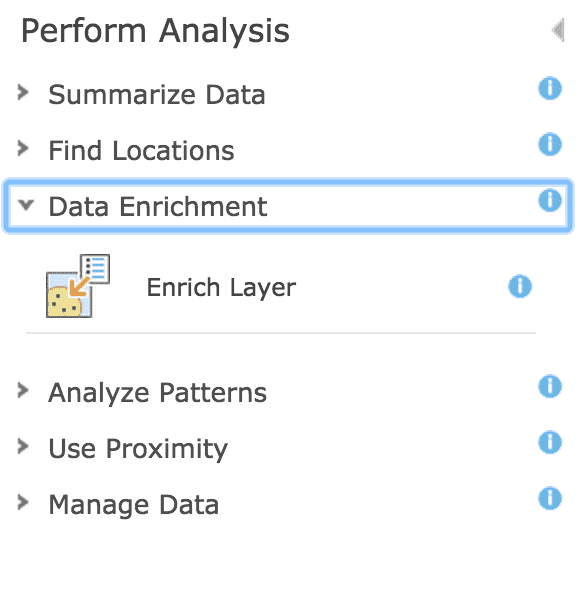 Perform Analysis
Summarize Data
Find Locations
Data Enrichment
Enrich Layer
Analyze Patterns
Use Proximity
Manage Data